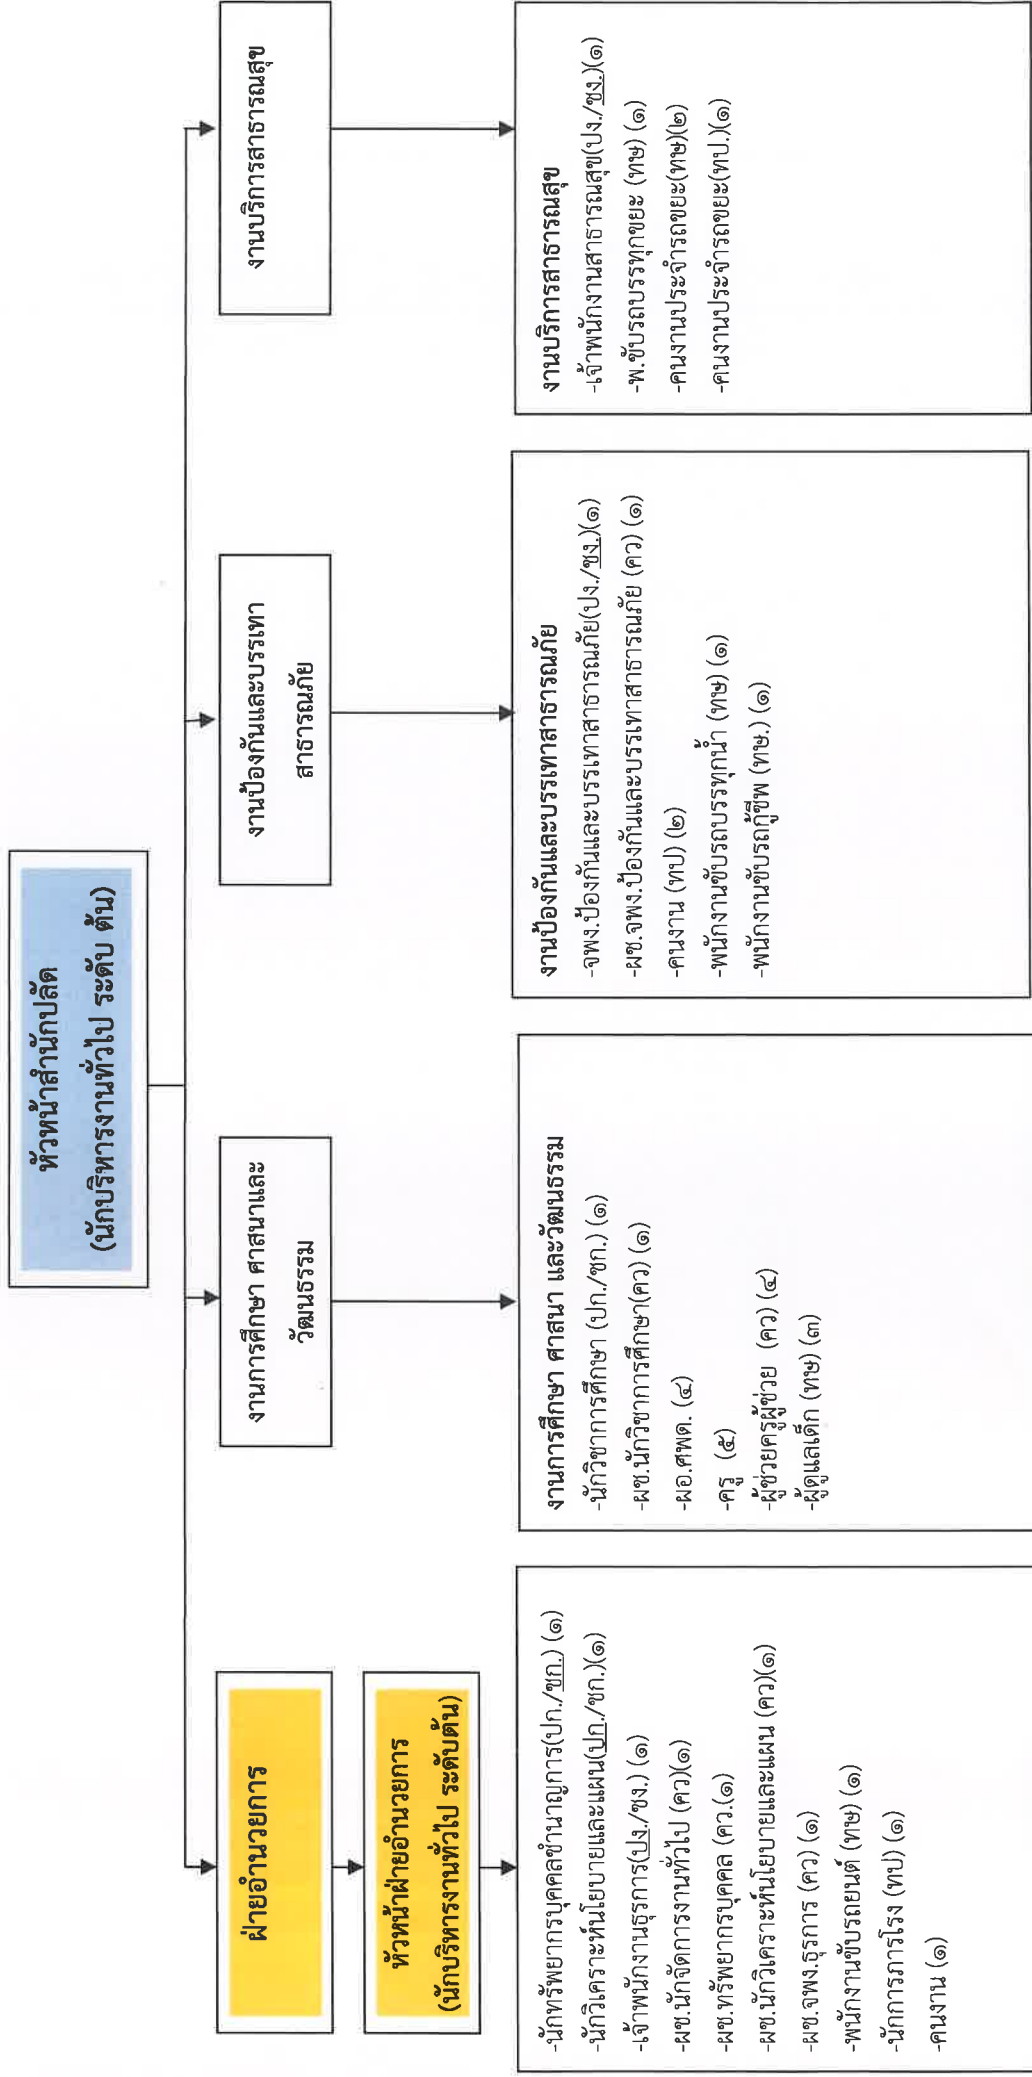 หัวหน้าสำนักปลัด
(นักบริหารงานทั่วไป ระดับ ต้น)
ฝ่ายอำนวยการ
หัวหน้าฝ่ายอำนวยการ
(นักบริหารงานทั่วไป ระดับต้น)
-นักทรัพยากรบุคคลชำนาญการ(ปก./ชก.) (๑)
-นักวิเคราะห์นโยบายและแผน(ปก./ชก.)(๑)
-เจ้าพนักงานธุรการ(ปง./ชง.) (๑)
-ผช.นักจัดการงานทั่วไป (คว)(๑)
-ผช.ทรัพยากรบุคคล (คว.(๑)
-ผช.นักวิเคราะห์นโยบายและแผน (คว)(๑)
-ผช.จพง.ธุรการ (คว) (๑)
-พนักงานขับรถยนต์ (ทษ) (๑)
-นักการภารโรง (ทป) (๑)
-คนงาน (๑)
งานการศึกษา ศาสนาและ
วัฒนธรรม
งานการศึกษา ศาสนา และวัฒนธรรม
-นักวิชาการศึกษา (ปก./ชก.) (๑)
-ผช.นักวิชาการศึกษา(คว) (๑)
-ผอ.ศพด. (๔)
-ครู (๕)
-ผู้ช่วยครูผู้ช่วย (คว) (๔)
-ผู้ดูแลเด็ก (ทษ) (๓)
งานป้องกันและบรรเทา
สาธารณภัย
งานป้องกันและบรรเทาสาธารณภัย
-จพง.ป้องกันและบรรเทาสาธารณภัย(ปง./ชง.)(๑)
-ผช.จพง.ป้องกันและบรรเทาสาธารณภัย (คว) (๑)
-คนงาน (ทป) (๒)
-พนักงานขับรถบรรทุกน้ำ (ทษ) (๑)
-พนักงานขับรถกู้ชีพ (ทษ.) (๑)
งานบริการสาธารณสุข
งานบริการสาธารณสุข
-เจ้าพนักงานสาธารณสุข(ปง./ชง.)(๑)
-พ.ขับรถบรรทุกขยะ (ทษ) (๑)
-คนงานประจำรถขยะ(ทษ)(๒)
-คนงานประจำรถขยะ(ทป.)(๑)